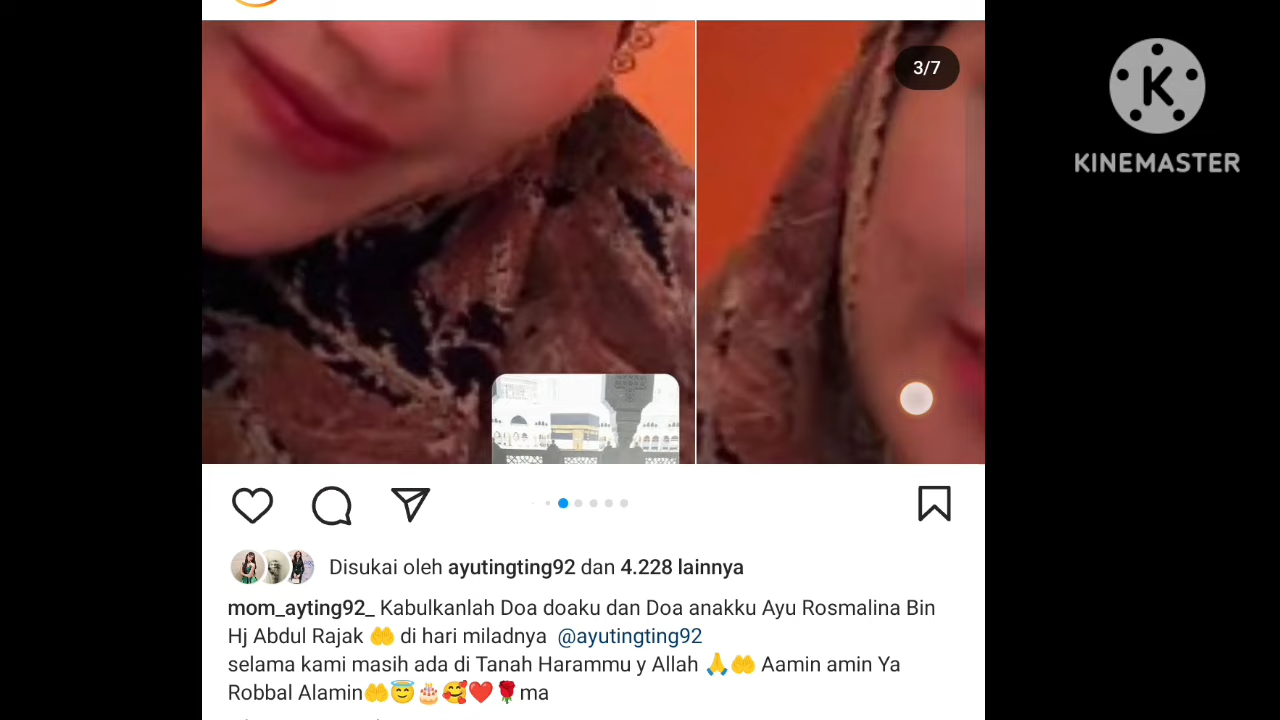 3/7
KINEMASTER
Disukai oleh ayutingting92 dan 4.228 lainnya
mom_ayting92_ Kabulkanlah Doa doaku dan Doa anakku Ayu Rosmalina Bin
Hj Abdul Rajak 🤲 di hari miladnya @ayutingting92
selama kami masih ada di Tanah Harammu y Allah 🙏🤲 Aamin amin Ya
Robbal Alamin🤲😇🎂🥰❤️🌹ma